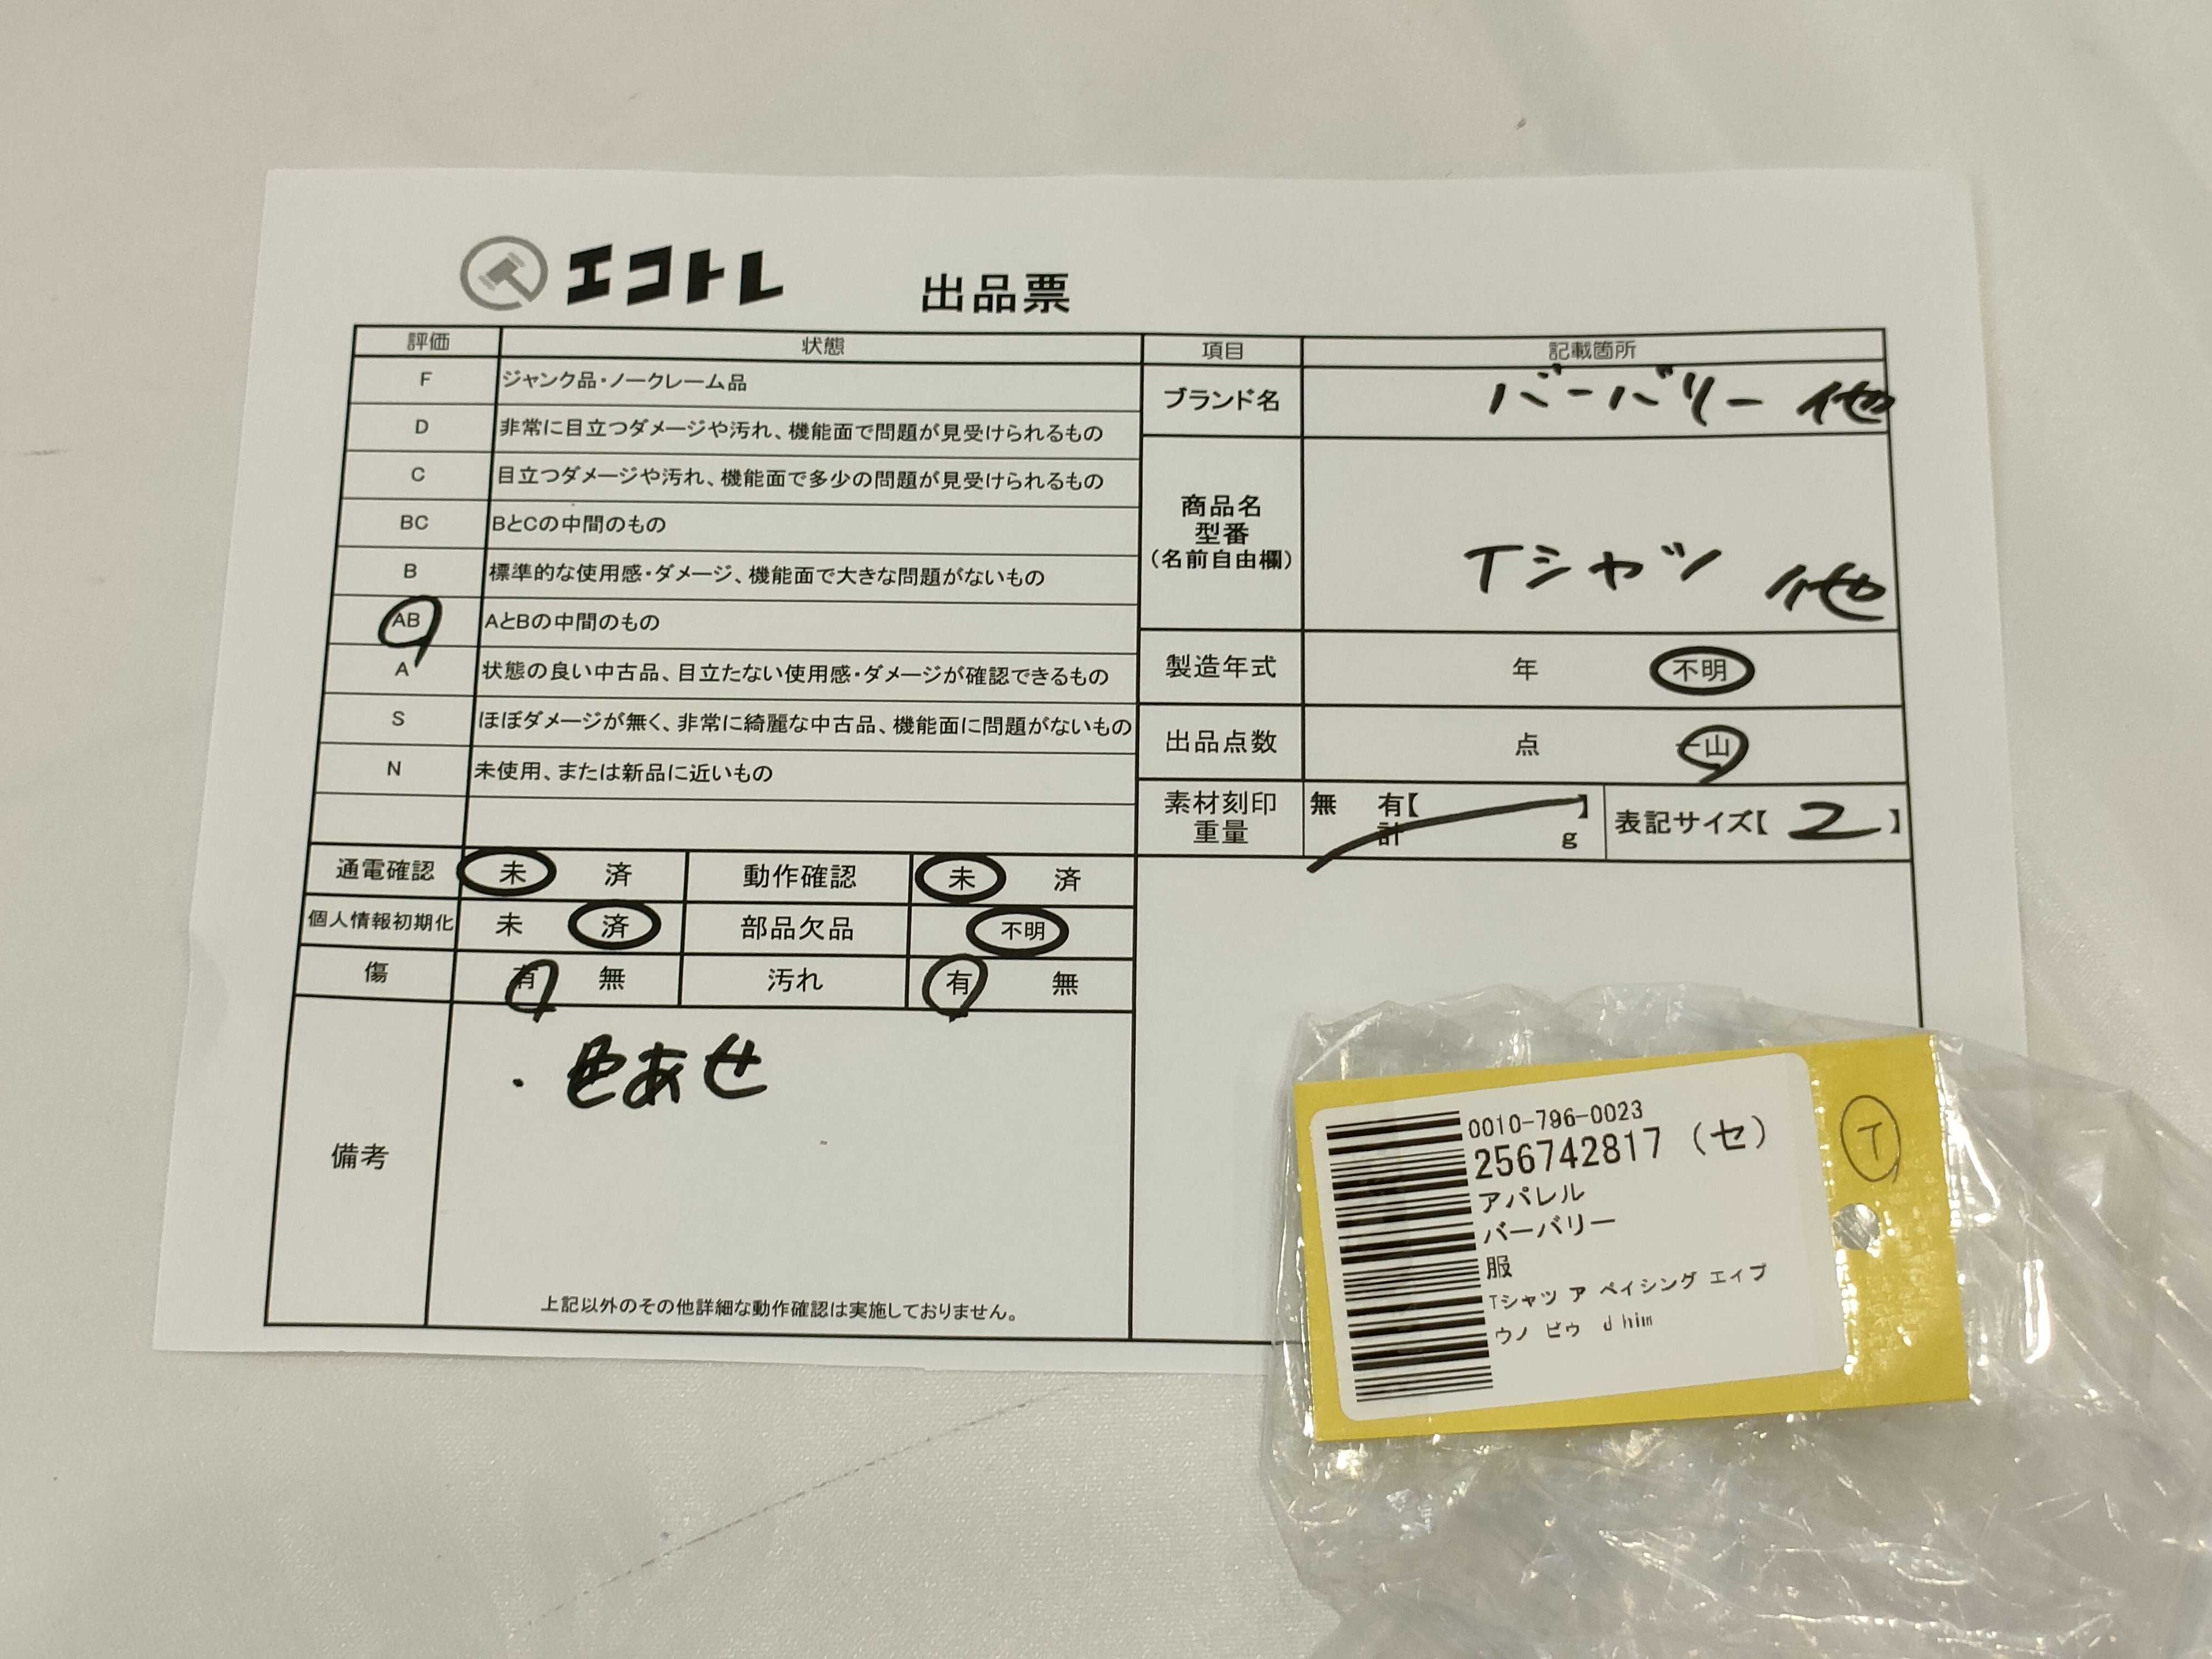 エコトレ 出品票
評価 状態 項目 記載箇所
F ジャンク品・ノークレーム品
D 非常に目立つダメージや汚れ、機能面で問題が見受けられるもの
C 目立つダメージや汚れ、機能面で多少の問題が見受けられるもの
BC BとCの中間のもの
B 標準的な使用感・ダメージ、機能面で大きな問題がないもの
AB AとBの中間のもの
A 状態の良い中古品、目立たない使用感・ダメージが確認できるもの
S ほぼダメージが無く、非常に綺麗な中古品、機能面に問題がないもの
N 未使用、または新品に近いもの
ブランド名 バーバリー 他
商品名
型番
(名前自由欄)
Tシャツ 他
製造年式 年 不明
出品点数 点 一山
素材刻印 無 有【 】
重量 計 g
表記サイズ【 2 】
通電確認 未 済 動作確認 未 済
個人情報初期化 未 済 部品欠品 不明
傷 有 無 汚れ 有 無
備考
・色あせ
上記以外のその他詳細な動作確認は実施しておりません。
0010-796-0023
256742817 (セ)
アパレル
バーバリー
服
Tシャツ ア ベイシング エイプ
ウノ ピゥ d him
T